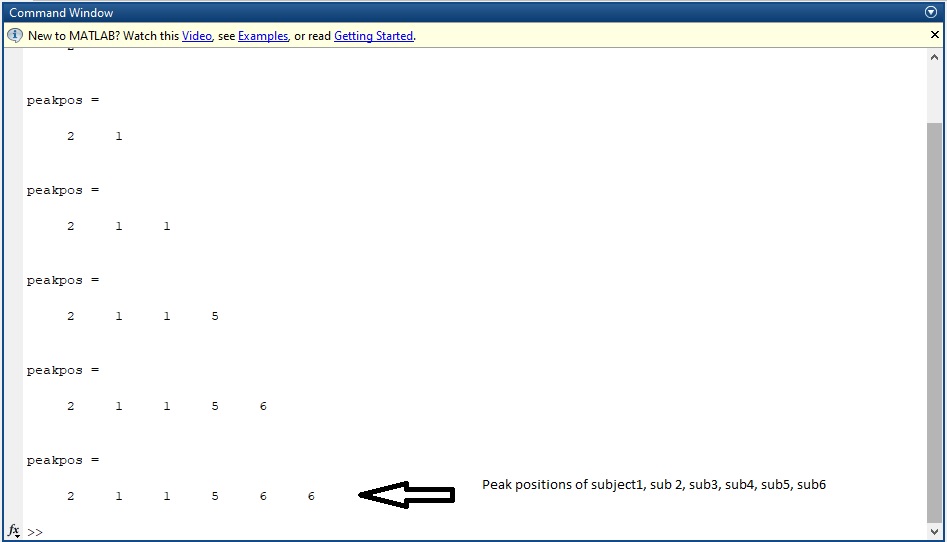 Command Window
New to MATLAB? Watch this Video, see Examples, or read Getting Started.
peakpos =
2 1
peakpos =
2 1 1
peakpos =
2 1 1 5
peakpos =
2 1 1 5 6
peakpos =
2 1 1 5 6 6
Peak positions of subject1, sub 2, sub3, sub4, sub5, sub6
fx >>